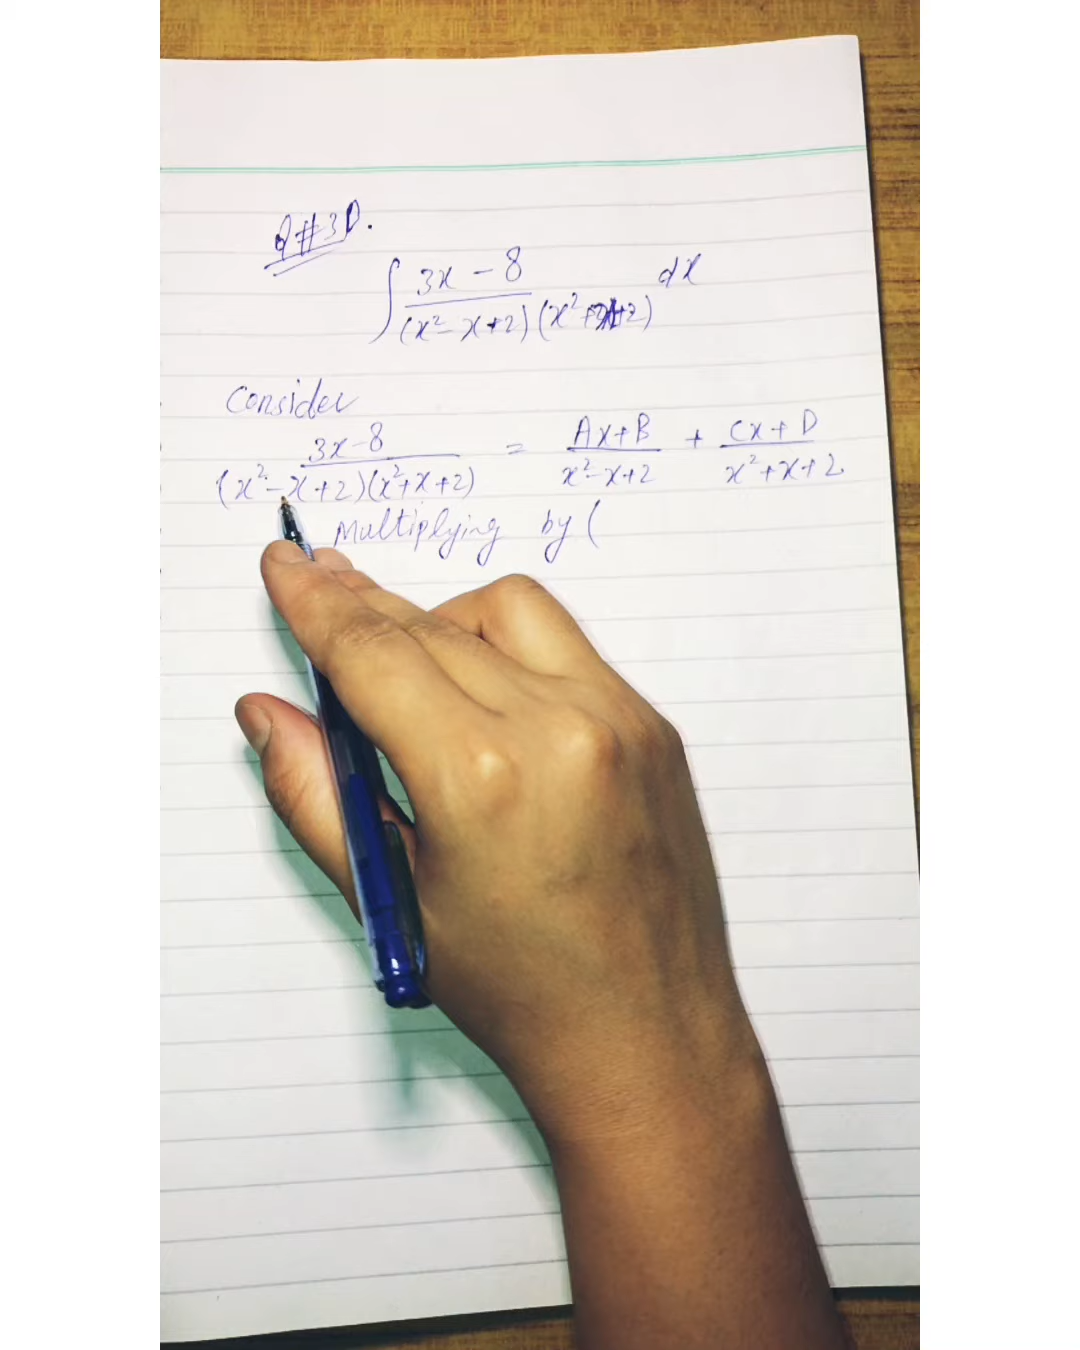 Q#30.
∫ 3x - 8 / (x² - x + 2) (x² + x + 2) dx
Consider
3x - 8 / (x² - x + 2)(x² + x + 2) = Ax + B / x² - x + 2 + Cx + D / x² + x + 2
Multiplying by (